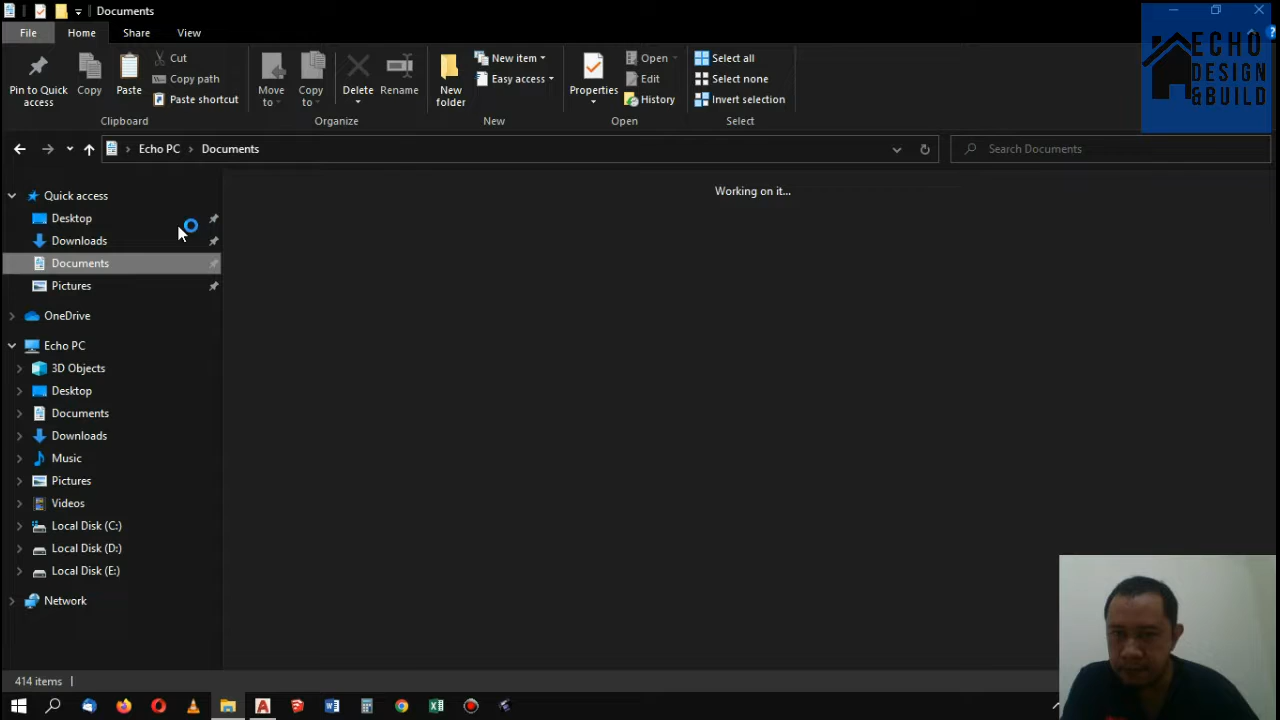 Documents
File Home Share View
Pin to Quick access
Copy
Paste
Cut
Copy path
Paste shortcut
Clipboard
Move to
Copy to
Delete
Rename
Organize
New folder
New item
Easy access
New
Properties
Open
Edit
History
Open
Select all
Select none
Invert selection
Select
ECHO
DESIGN
&BUILD
Echo PC > Documents
Search Documents
Working on it...
Quick access
Desktop
Downloads
Documents
Pictures
OneDrive
Echo PC
3D Objects
Desktop
Documents
Downloads
Music
Pictures
Videos
Local Disk (C:)
Local Disk (D:)
Local Disk (E:)
Network
414 items